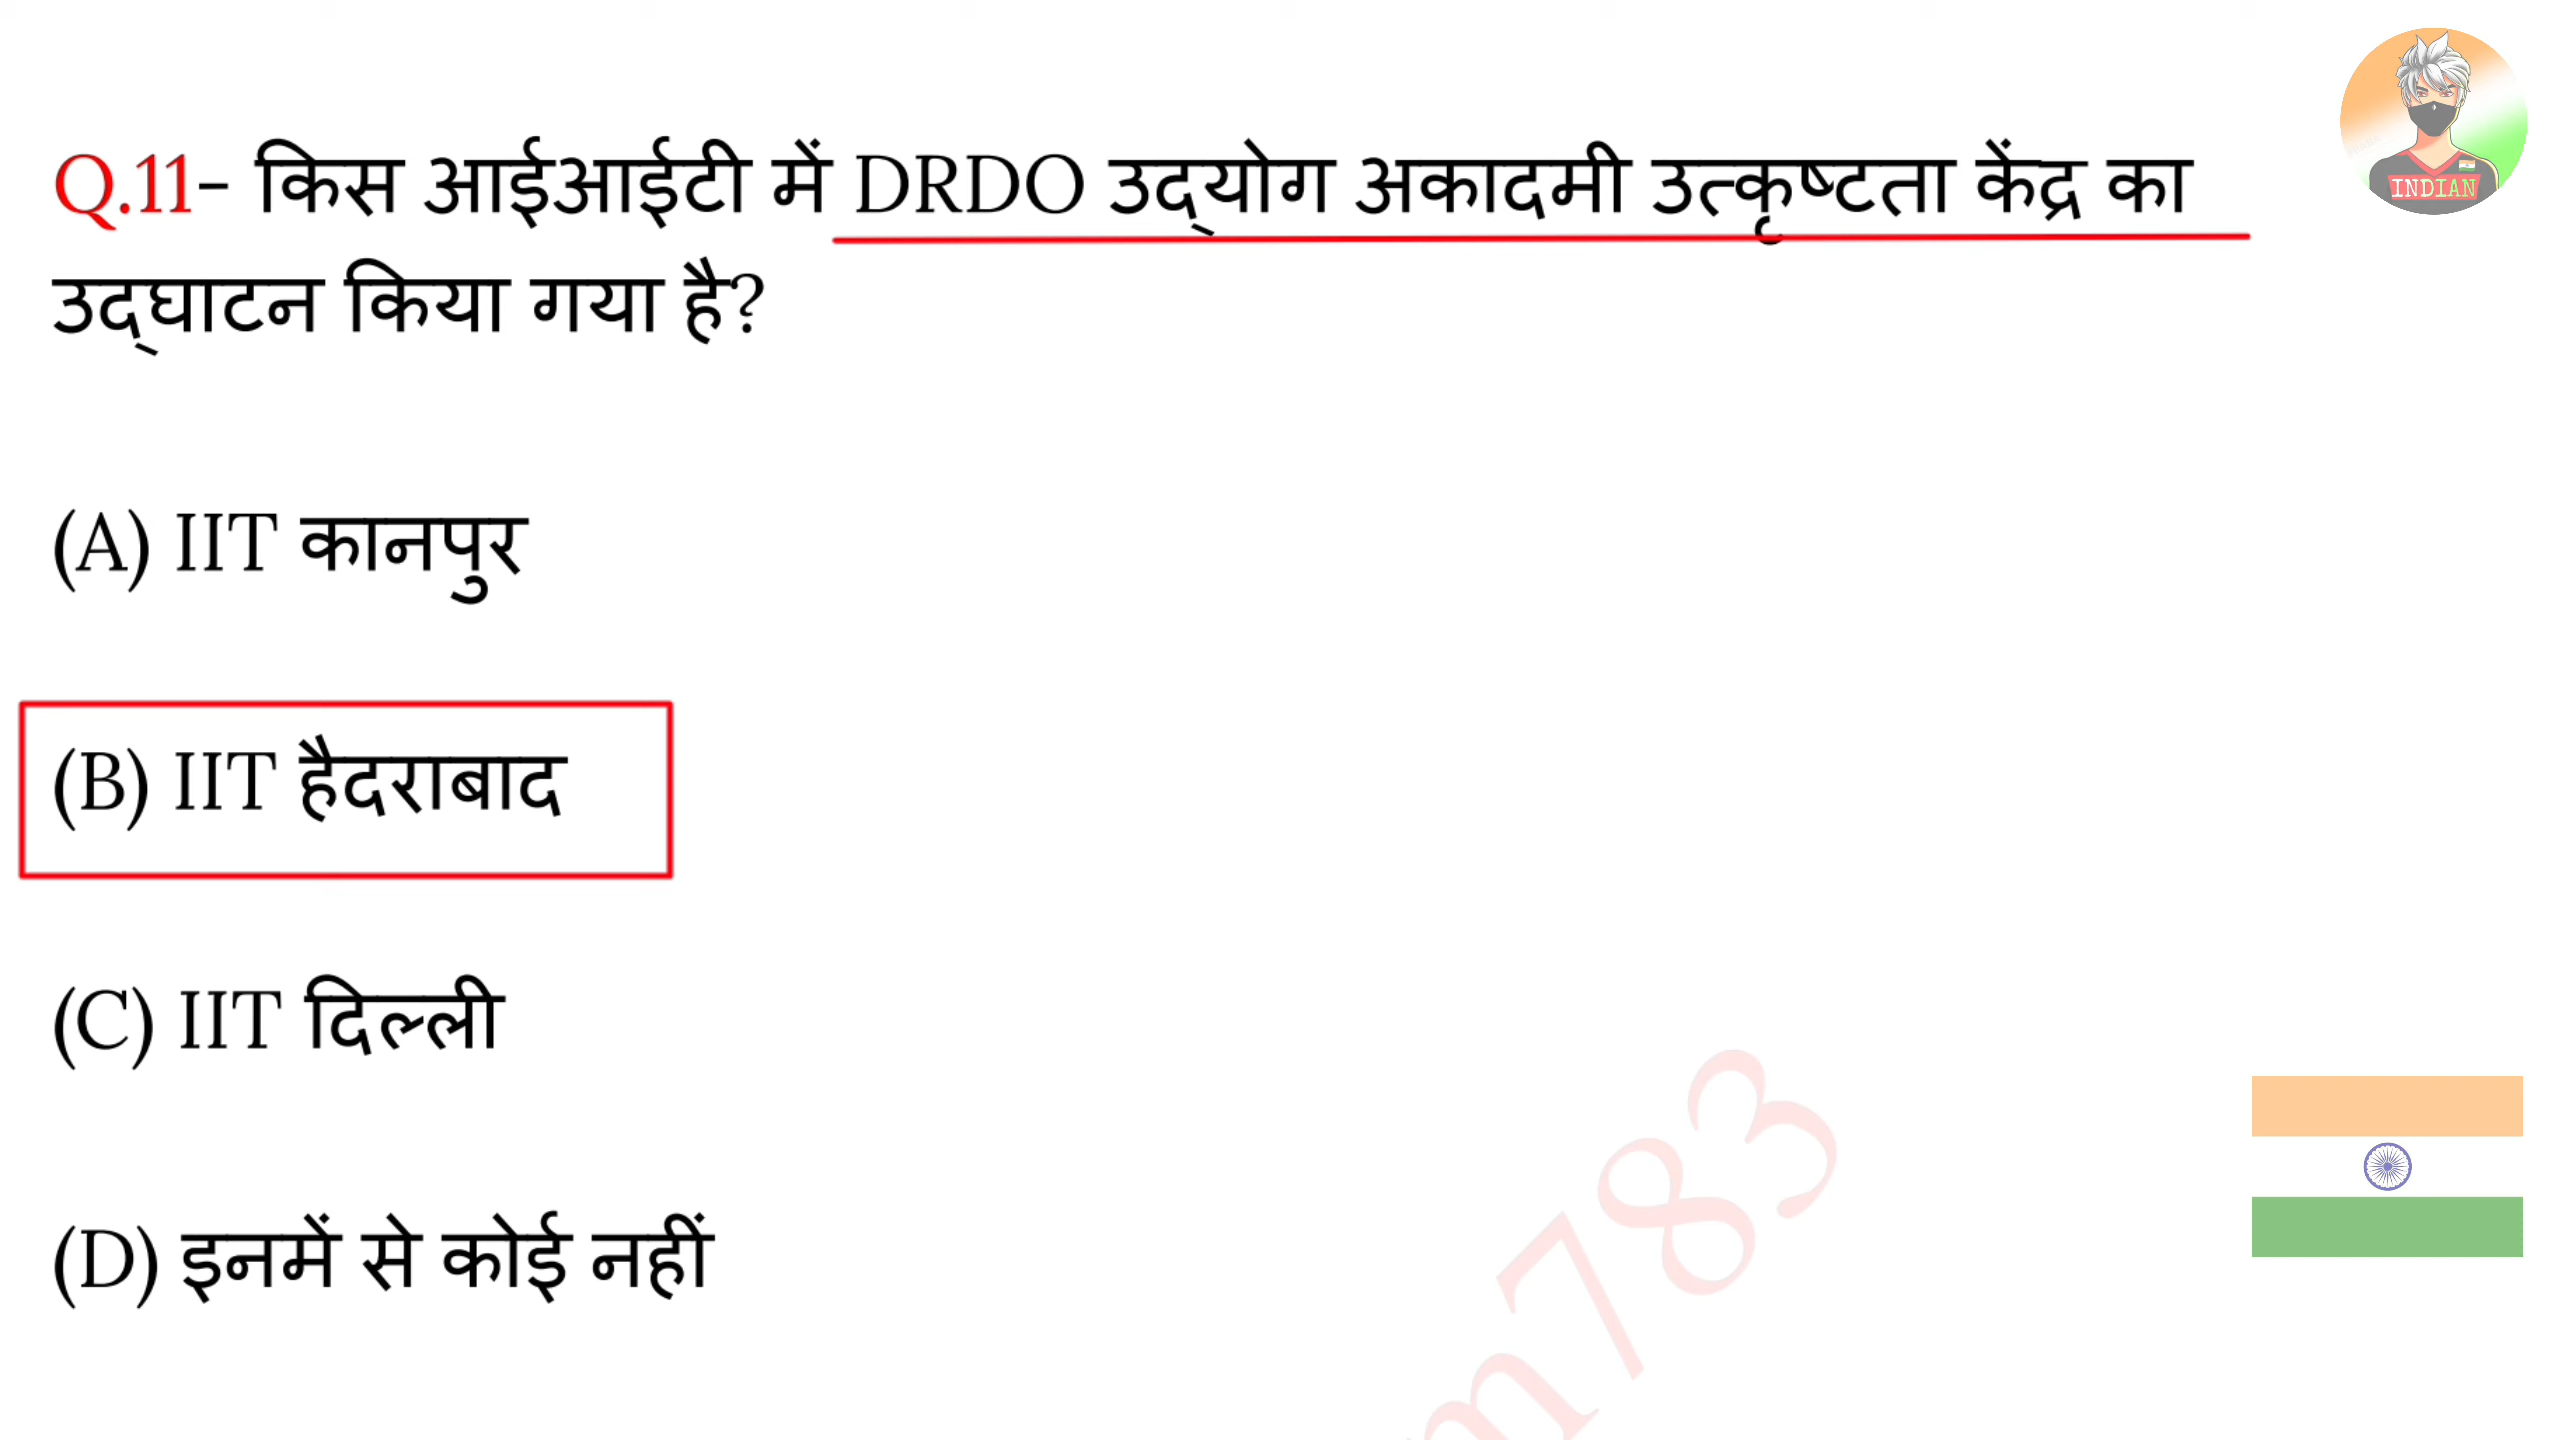 Q.11- किस आईआईटी में DRDO उद्‌योग अकादमी उत्कृष्टता केंद्र का
उद्‌घाटन किया गया है?
(A) IIT कानपुर
(B) IIT हैदराबाद
(C) IIT दिल्ली
(D) इनमें से कोई नहीं
INDIAN
m783